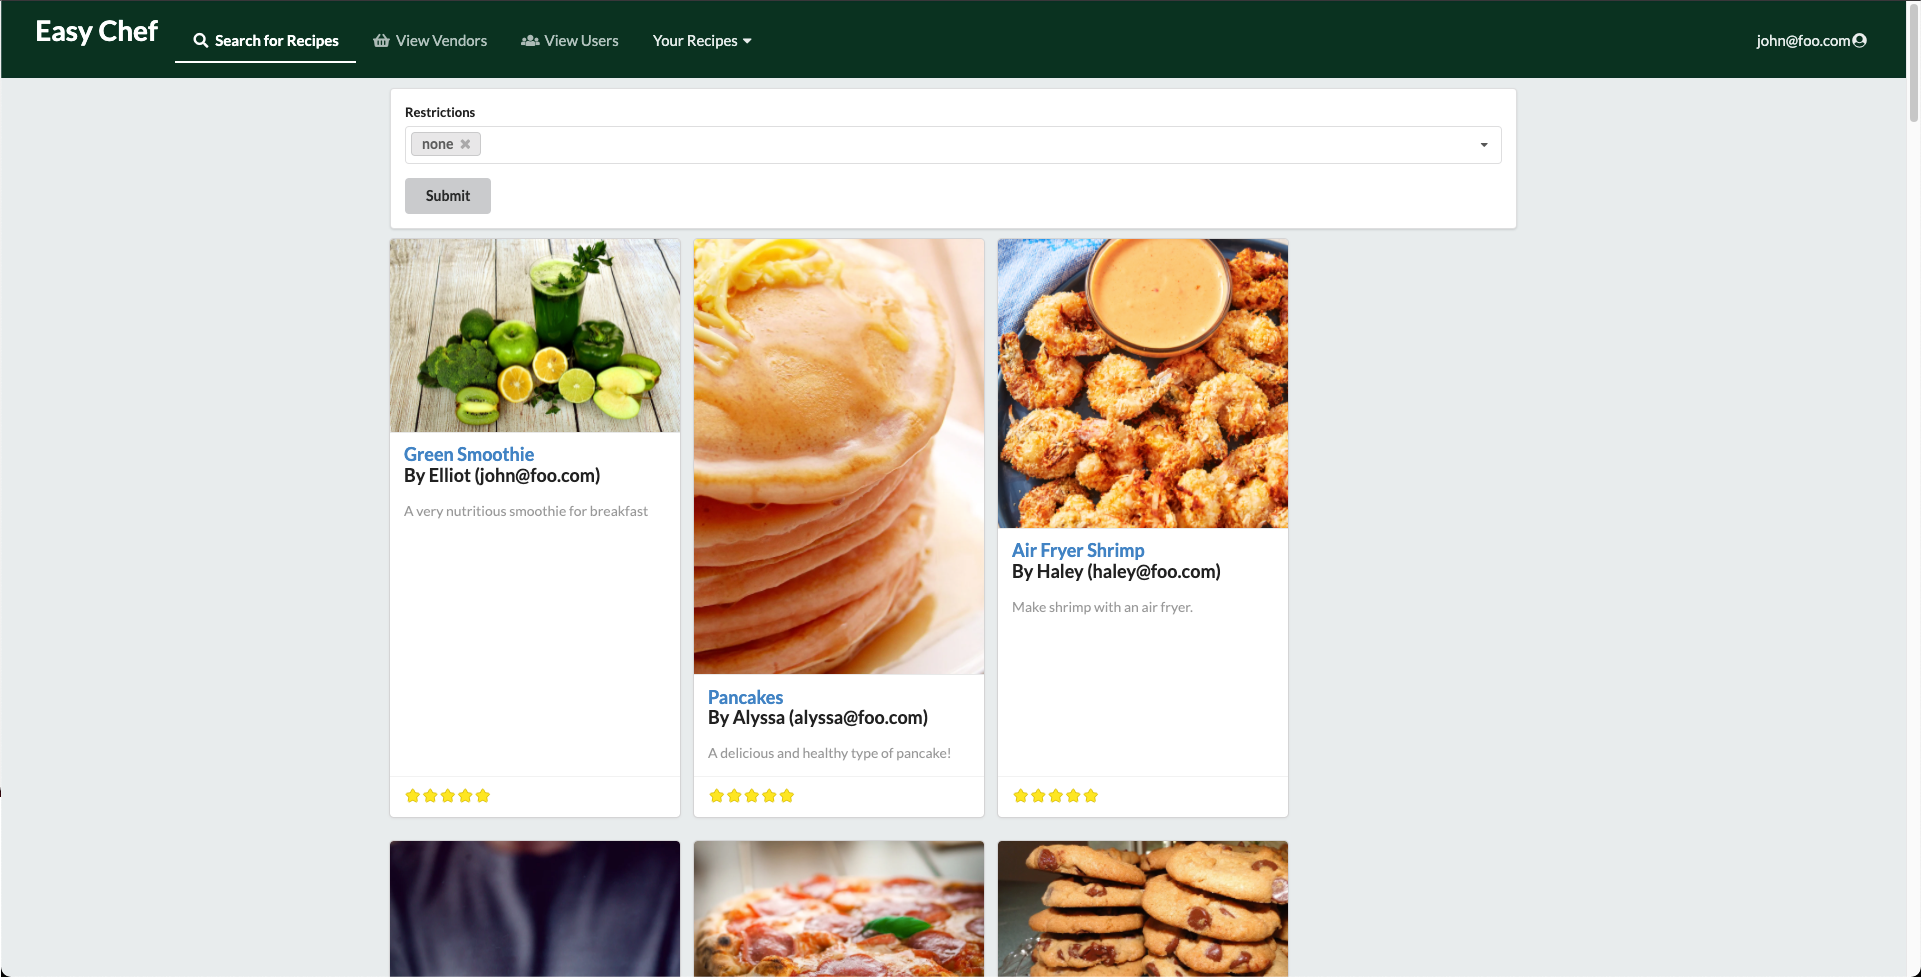 Easy Chef
Search for Recipes
View Vendors
View Users
Your Recipes
john@foo.com
Restrictions
none
Submit
Green Smoothie
By Elliot (john@foo.com)
A very nutritious smoothie for breakfast
Pancakes
By Alyssa (alyssa@foo.com)
A delicious and healthy type of pancake!
Air Fryer Shrimp
By Haley (haley@foo.com)
Make shrimp with an air fryer.